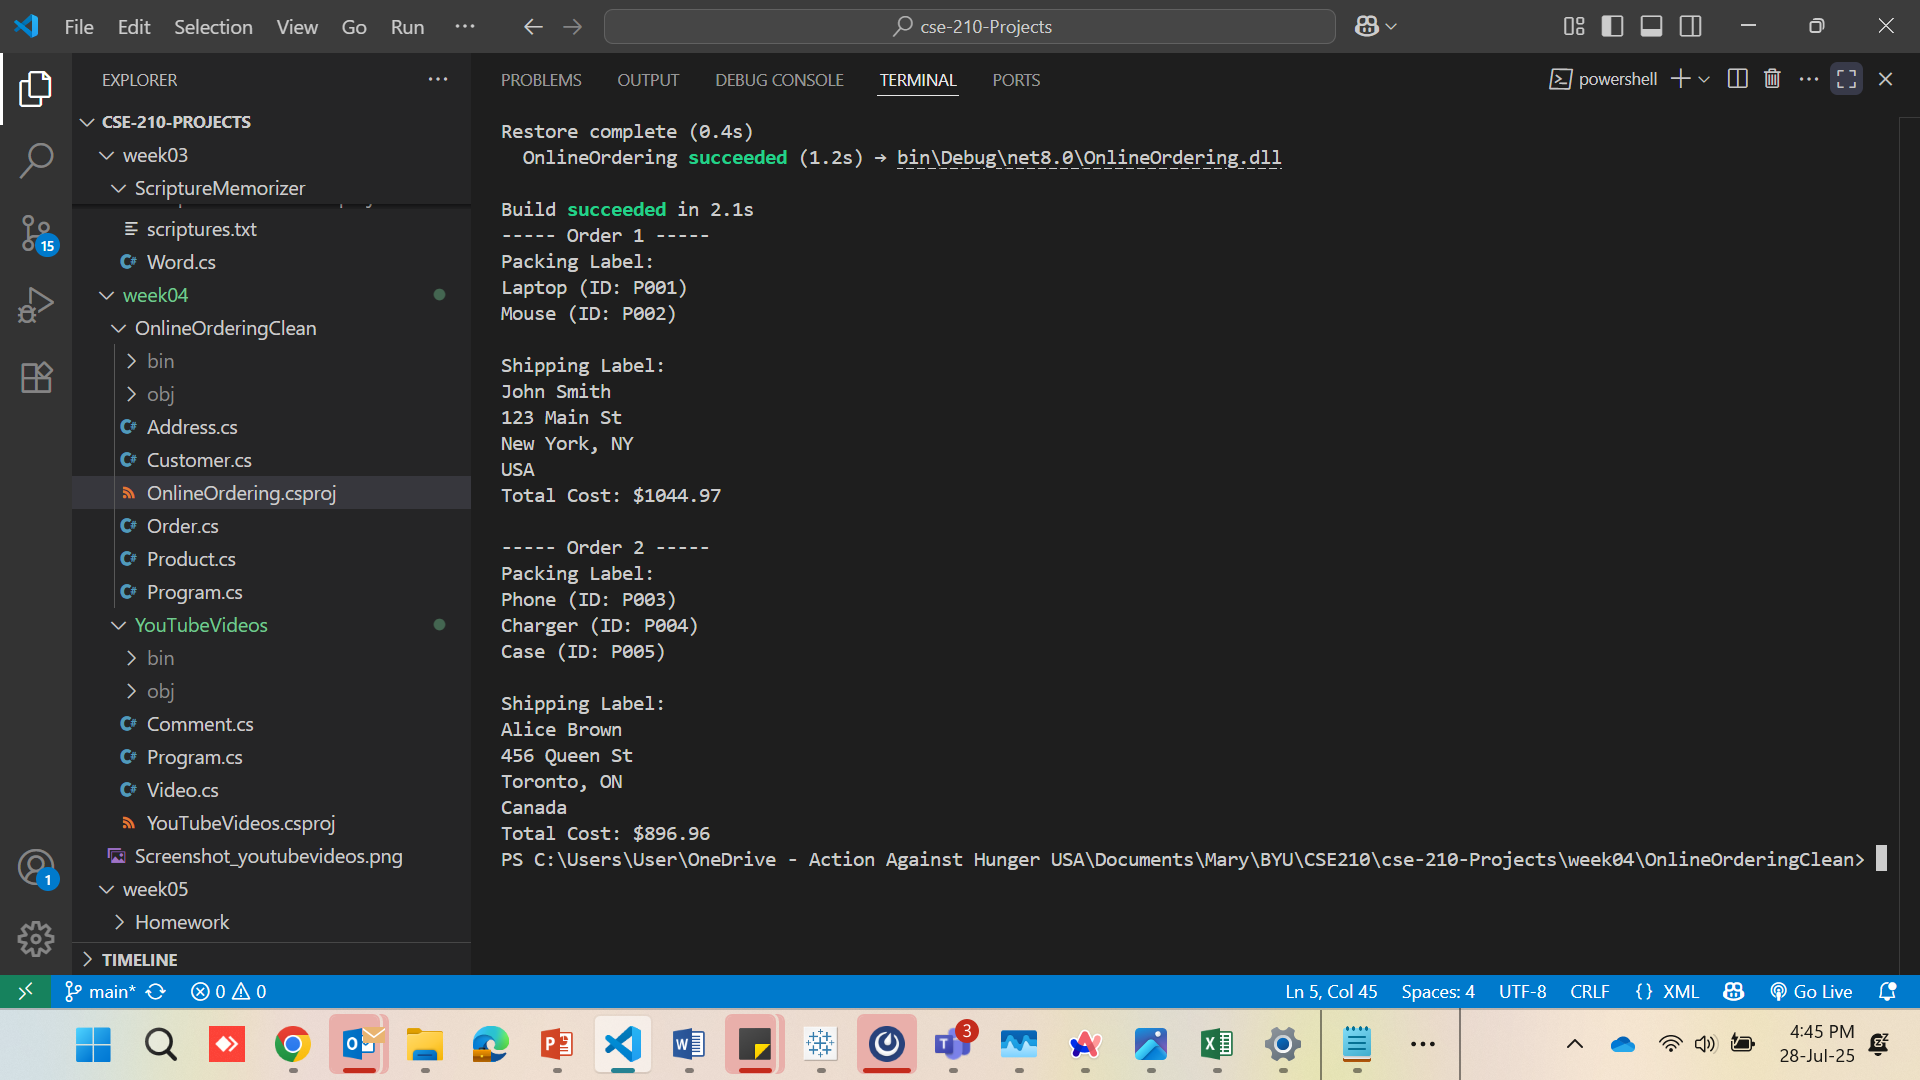 File Edit Selection View Go Run ··· cse-210-Projects
EXPLORER ···
PROBLEMS OUTPUT DEBUG CONSOLE TERMINAL PORTS powershell
CSE-210-PROJECTS
week03
ScriptureMemorizer
scriptures.txt
Word.cs
week04
OnlineOrderingClean
bin
obj
Address.cs
Customer.cs
OnlineOrdering.csproj
Order.cs
Product.cs
Program.cs
YouTubeVideos
bin
obj
Comment.cs
Program.cs
Video.cs
YouTubeVideos.csproj
Screenshot_youtubevideos.png
week05
Homework
TIMELINE
15
1
Restore complete (0.4s)
OnlineOrdering succeeded (1.2s) → bin\Debug\net8.0\OnlineOrdering.dll
Build succeeded in 2.1s
----- Order 1 -----
Packing Label:
Laptop (ID: P001)
Mouse (ID: P002)
Shipping Label:
John Smith
123 Main St
New York, NY
USA
Total Cost: $1044.97
----- Order 2 -----
Packing Label:
Phone (ID: P003)
Charger (ID: P004)
Case (ID: P005)
Shipping Label:
Alice Brown
456 Queen St
Toronto, ON
Canada
Total Cost: $896.96
PS C:\Users\User\OneDrive - Action Against Hunger USA\Documents\Mary\BYU\CSE210\cse-210-Projects\week04\OnlineOrderingClean>
main* 0 0 Ln 5, Col 45 Spaces: 4 UTF-8 CRLF {} XML Go Live
3
4:45 PM
28-Jul-25